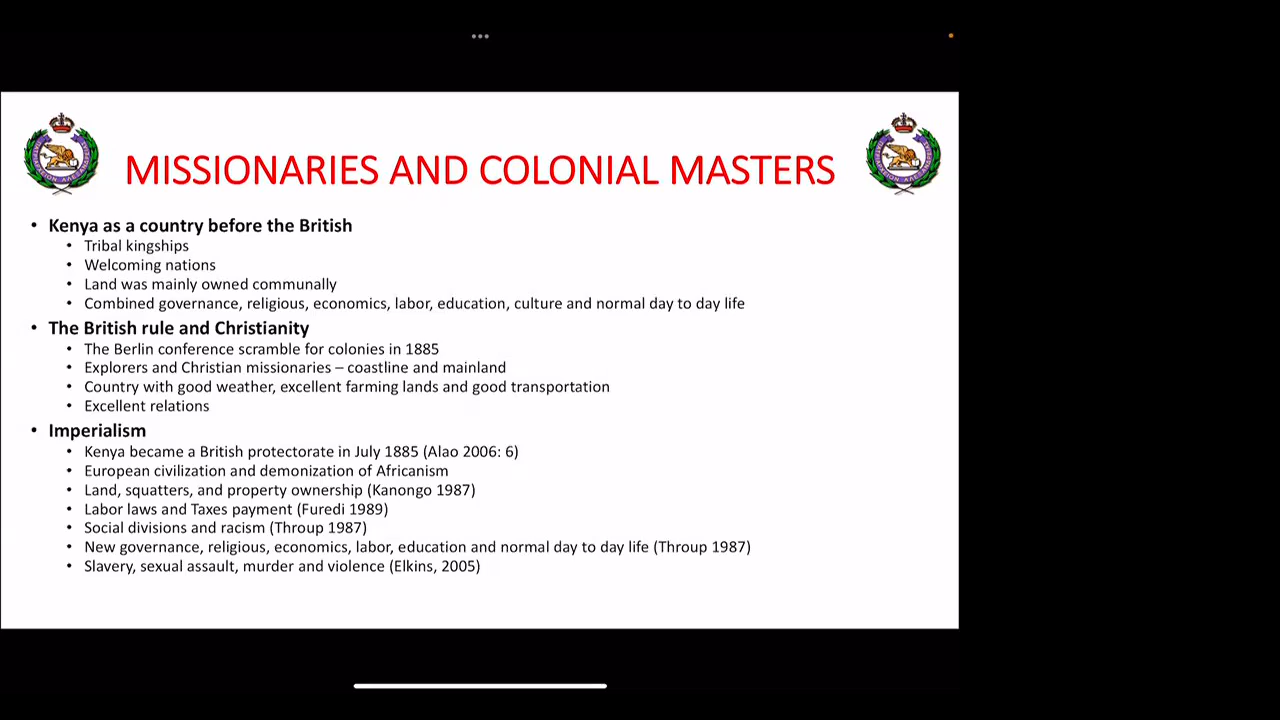 MISSIONARIES AND COLONIAL MASTERS
• Kenya as a country before the British
• Tribal kingships
• Welcoming nations
• Land was mainly owned communally
• Combined governance, religious, economics, labor, education, culture and normal day to day life
• The British rule and Christianity
• The Berlin conference scramble for colonies in 1885
• Explorers and Christian missionaries – coastline and mainland
• Country with good weather, excellent farming lands and good transportation
• Excellent relations
• Imperialism
• Kenya became a British protectorate in July 1885 (Alao 2006: 6)
• European civilization and demonization of Africanism
• Land, squatters, and property ownership (Kanongo 1987)
• Labor laws and Taxes payment (Furedi 1989)
• Social divisions and racism (Throup 1987)
• New governance, religious, economics, labor, education and normal day to day life (Throup 1987)
• Slavery, sexual assault, murder and violence (Elkins, 2005)